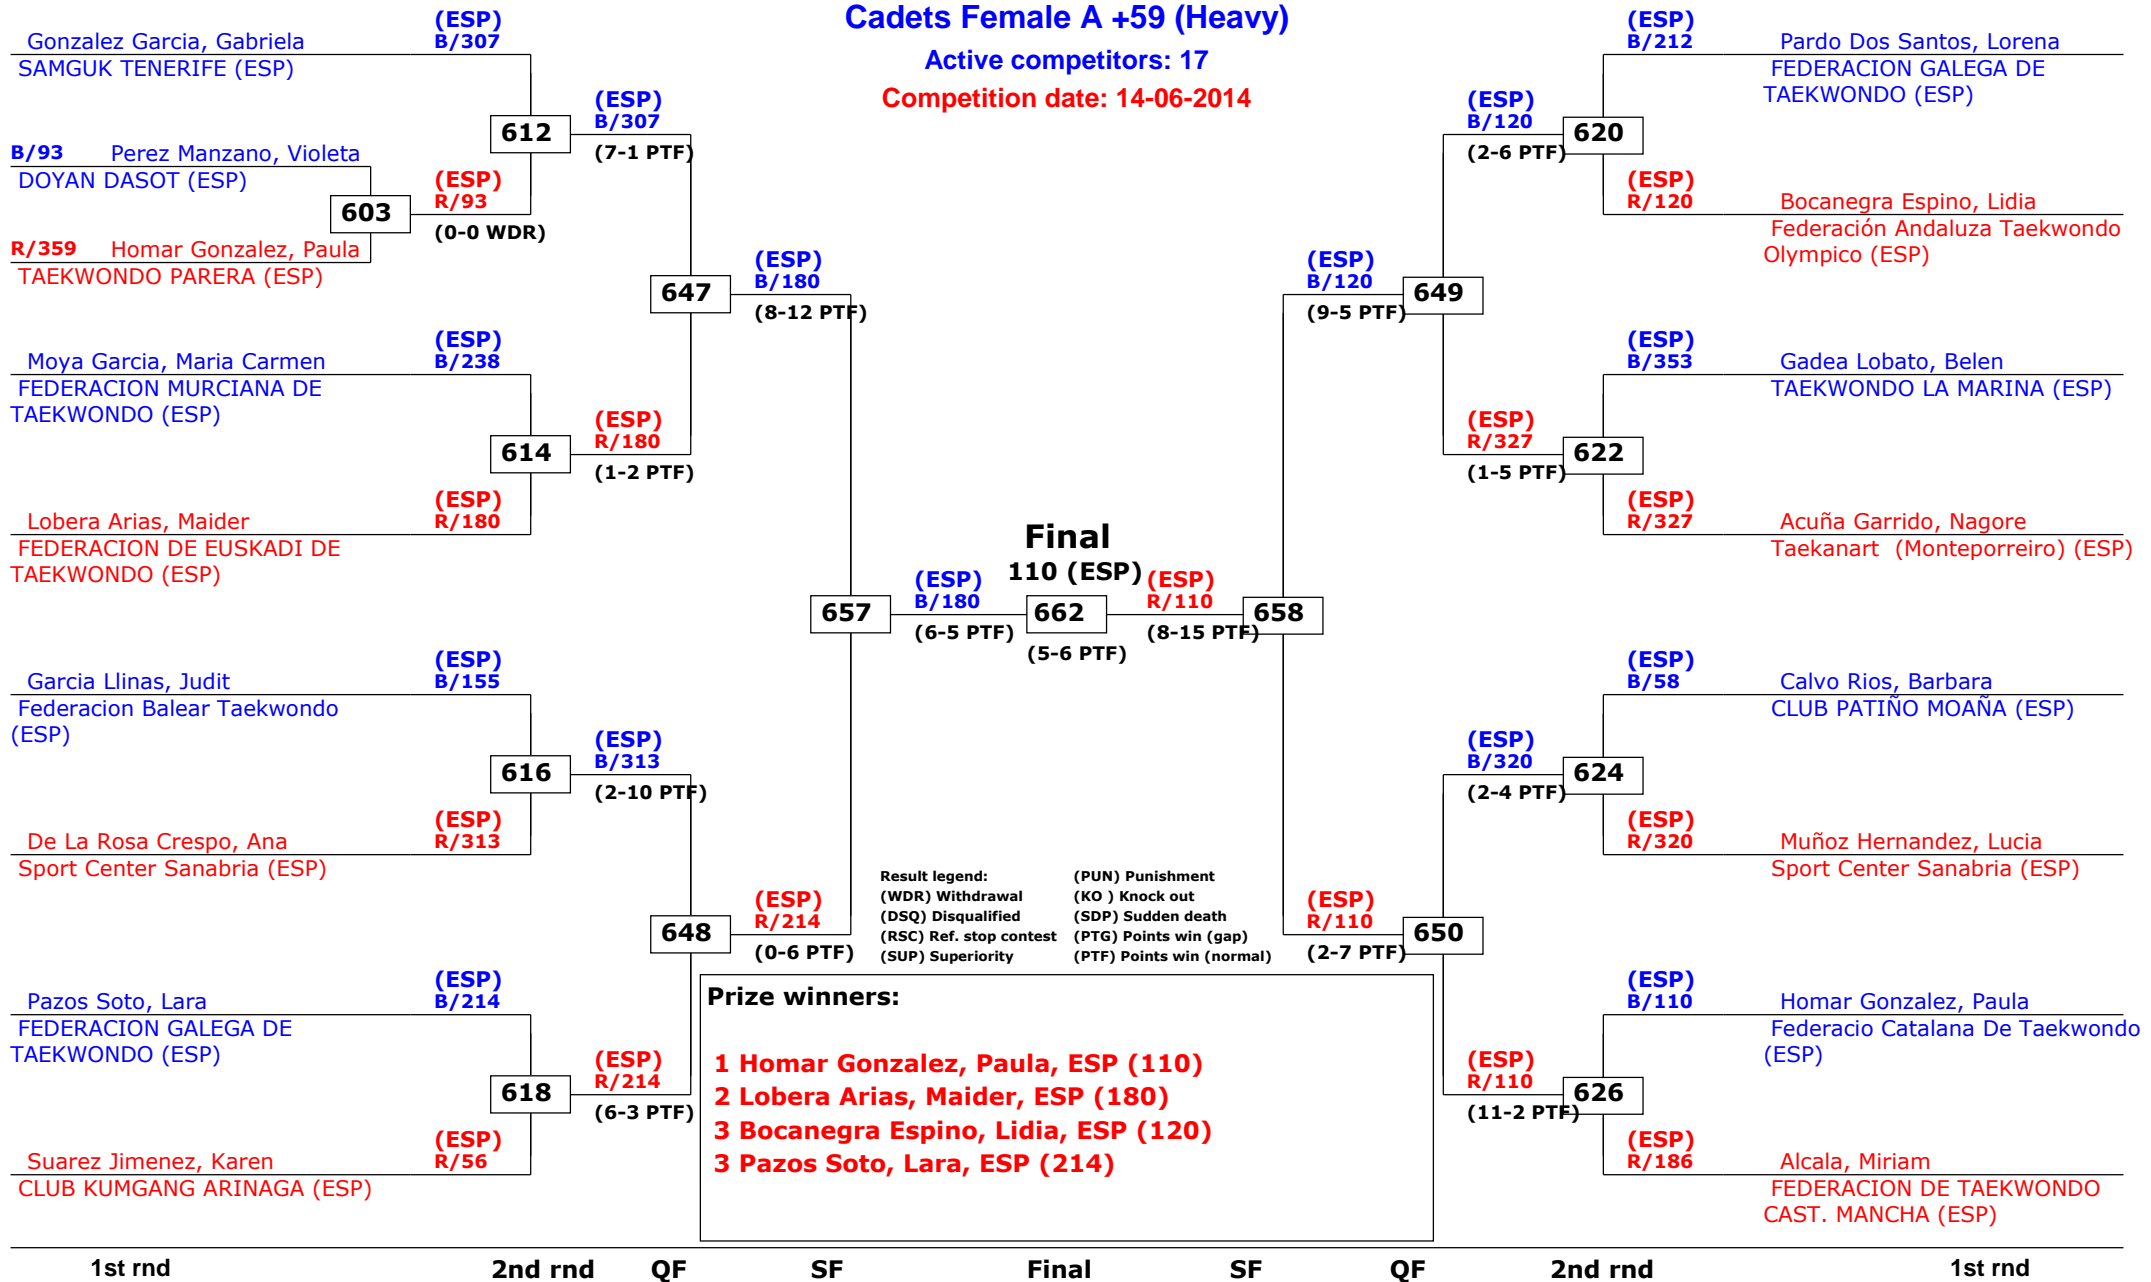 Cadets Female A +59 (Heavy)
Active competitors: 17
Competition date: 14-06-2014
Gonzalez Garcia, Gabriela
SAMGUK TENERIFE (ESP)
(ESP)
B/307
612
(ESP)
B/307
(7-1 PTF)
B/93 Perez Manzano, Violeta
DOYAN DASOT (ESP)
603
(ESP)
R/93
(0-0 WDR)
R/359 Homar Gonzalez, Paula
TAEKWONDO PARERA (ESP)
647
(ESP)
B/180
(8-12 PTF)
Moya Garcia, Maria Carmen
FEDERACION MURCIANA DE
TAEKWONDO (ESP)
(ESP)
B/238
614
(ESP)
R/180
(1-2 PTF)
Lobera Arias, Maider
FEDERACION DE EUSKADI DE
TAEKWONDO (ESP)
(ESP)
R/180
657
(ESP)
B/180
(6-5 PTF)
Garcia Llinas, Judit
Federacion Balear Taekwondo
(ESP)
(ESP)
B/155
616
(ESP)
B/313
(2-10 PTF)
De La Rosa Crespo, Ana
Sport Center Sanabria (ESP)
(ESP)
R/313
648
(ESP)
R/214
(0-6 PTF)
Pazos Soto, Lara
FEDERACION GALEGA DE
TAEKWONDO (ESP)
(ESP)
B/214
618
(ESP)
R/214
(6-3 PTF)
Suarez Jimenez, Karen
CLUB KUMGANG ARINAGA (ESP)
(ESP)
R/56
Final
110 (ESP)
662
(5-6 PTF)
(ESP)
R/110
(8-15 PTF)
658
(ESP)
B/212
Pardo Dos Santos, Lorena
FEDERACION GALEGA DE
TAEKWONDO (ESP)
(ESP)
B/120
(2-6 PTF)
620
(ESP)
R/120
Bocanegra Espino, Lidia
Federación Andaluza Taekwondo
Olympico (ESP)
(ESP)
B/120
(9-5 PTF)
649
(ESP)
B/353
Gadea Lobato, Belen
TAEKWONDO LA MARINA (ESP)
(ESP)
R/327
(1-5 PTF)
622
(ESP)
R/327
Acuña Garrido, Nagore
Taekanart (Monteporreiro) (ESP)
(ESP)
B/58
Calvo Rios, Barbara
CLUB PATIÑO MOAÑA (ESP)
(ESP)
B/320
(2-4 PTF)
624
(ESP)
R/320
Muñoz Hernandez, Lucia
Sport Center Sanabria (ESP)
(ESP)
R/110
(2-7 PTF)
650
(ESP)
B/110
Homar Gonzalez, Paula
Federacio Catalana De Taekwondo
(ESP)
(ESP)
R/110
(11-2 PTF)
626
(ESP)
R/186
Alcala, Miriam
FEDERACION DE TAEKWONDO
CAST. MANCHA (ESP)
Result legend: (PUN) Punishment
(WDR) Withdrawal (KO ) Knock out
(DSQ) Disqualified (SDP) Sudden death
(RSC) Ref. stop contest (PTG) Points win (gap)
(SUP) Superiority (PTF) Points win (normal)
Prize winners:
1 Homar Gonzalez, Paula, ESP (110)
2 Lobera Arias, Maider, ESP (180)
3 Bocanegra Espino, Lidia, ESP (120)
3 Pazos Soto, Lara, ESP (214)
1st rnd 2nd rnd QF SF Final SF QF 2nd rnd 1st rnd